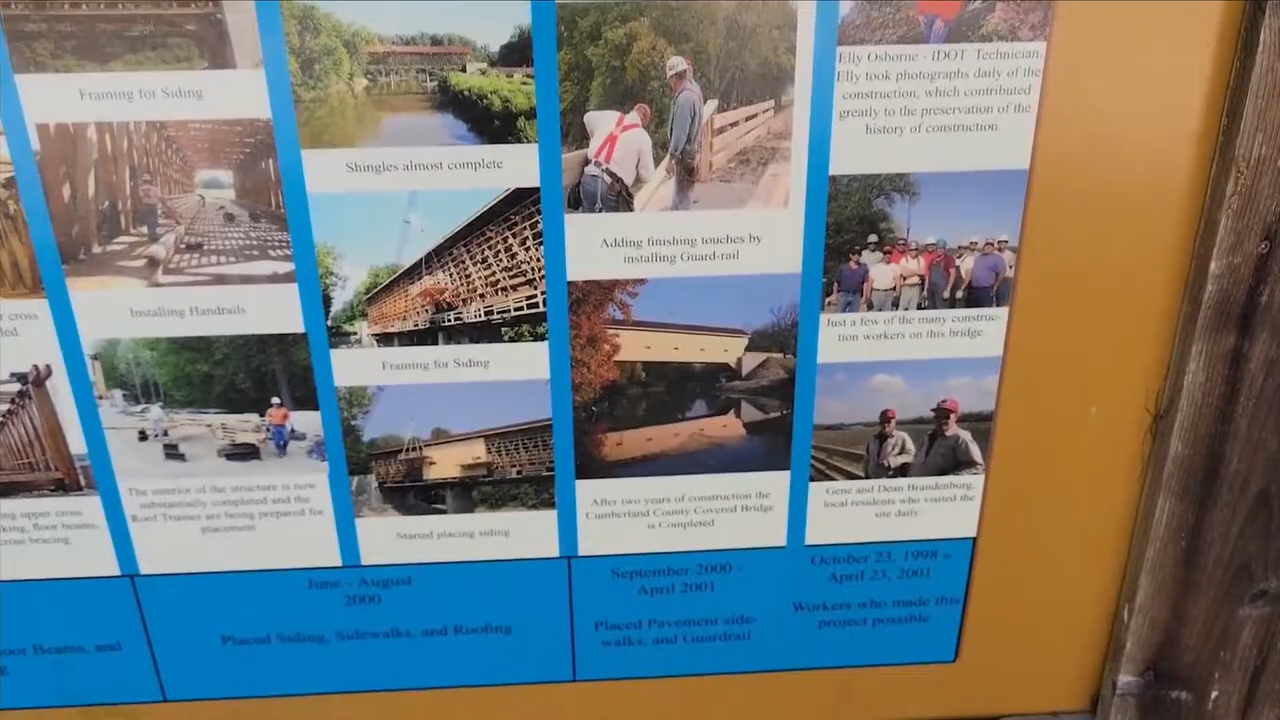 r cross
led.
ing upper cross
king, floor beams,
cross bracing.
oor Beams, and
g.
Framing for Siding
Installing Handrails
The interior of the structure is now
substantially completed and the
Roof Trusses are being prepared for
placement
Shingles almost complete
Framing for Siding
Started placing siding
June - August
2000
Placed Siding, Sidewalks, and Roofing
Adding finishing touches by
installing Guard-rail
After two years of construction the
Cumberland County Covered Bridge
is Completed
September 2000 -
April 2001
Placed Pavement side-
walks, and Guardrail
Elly Osborne - IDOT Technician.
Elly took photographs daily of the
construction, which contributed
greatly to the preservation of the
history of construction.
Just a few of the many construc-
tion workers on this bridge.
Gene and Dean Brandenburg,
local residents who visited the
site daily
October 23, 1998 -
April 23, 2001
Workers who made this
project possible